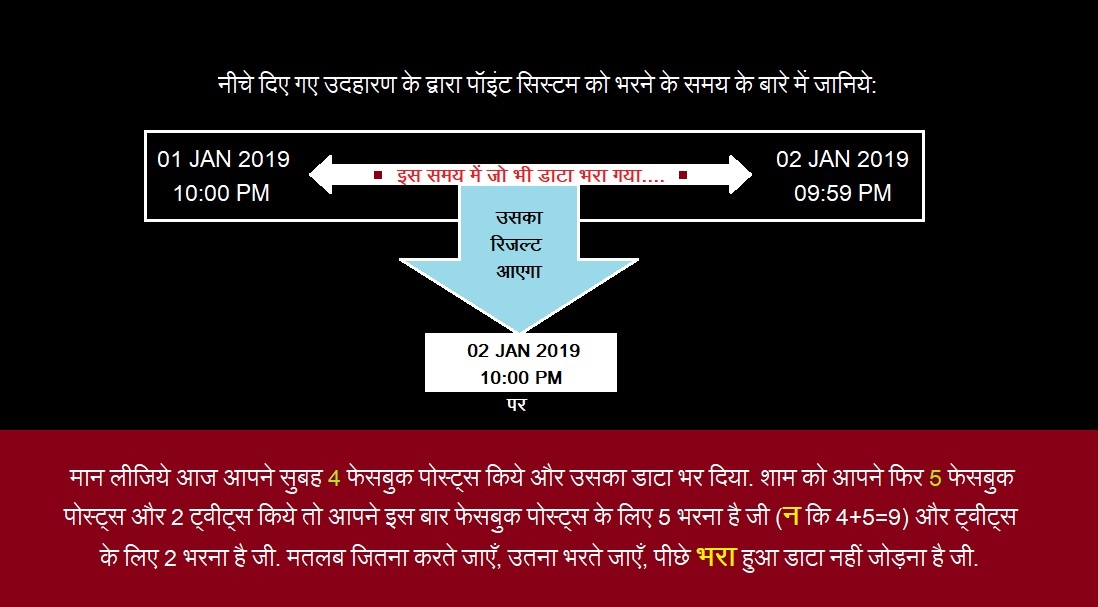 नीचे दिए गए उदहारण के द्वारा पॉइंट सिस्टम को भरने के समय के बारे में जानिये:
01 JAN 2019
10:00 PM
इस समय में जो भी डाटा भरा गया....
02 JAN 2019
09:59 PM
उसका
रिजल्ट
आएगा
02 JAN 2019
10:00 PM
पर
मान लीजिये आज आपने सुबह 4 फेसबुक पोस्ट्स किये और उसका डाटा भर दिया. शाम को आपने फिर 5 फेसबुक
पोस्ट्स और 2 ट्वीट्स किये तो आपने इस बार फेसबुक पोस्ट्स के लिए 5 भरना है जी (न कि 4+5=9) और ट्वीट्स
के लिए 2 भरना है जी. मतलब जितना करते जाएँ, उतना भरते जाएँ, पीछे भरा हुआ डाटा नहीं जोड़ना है जी.